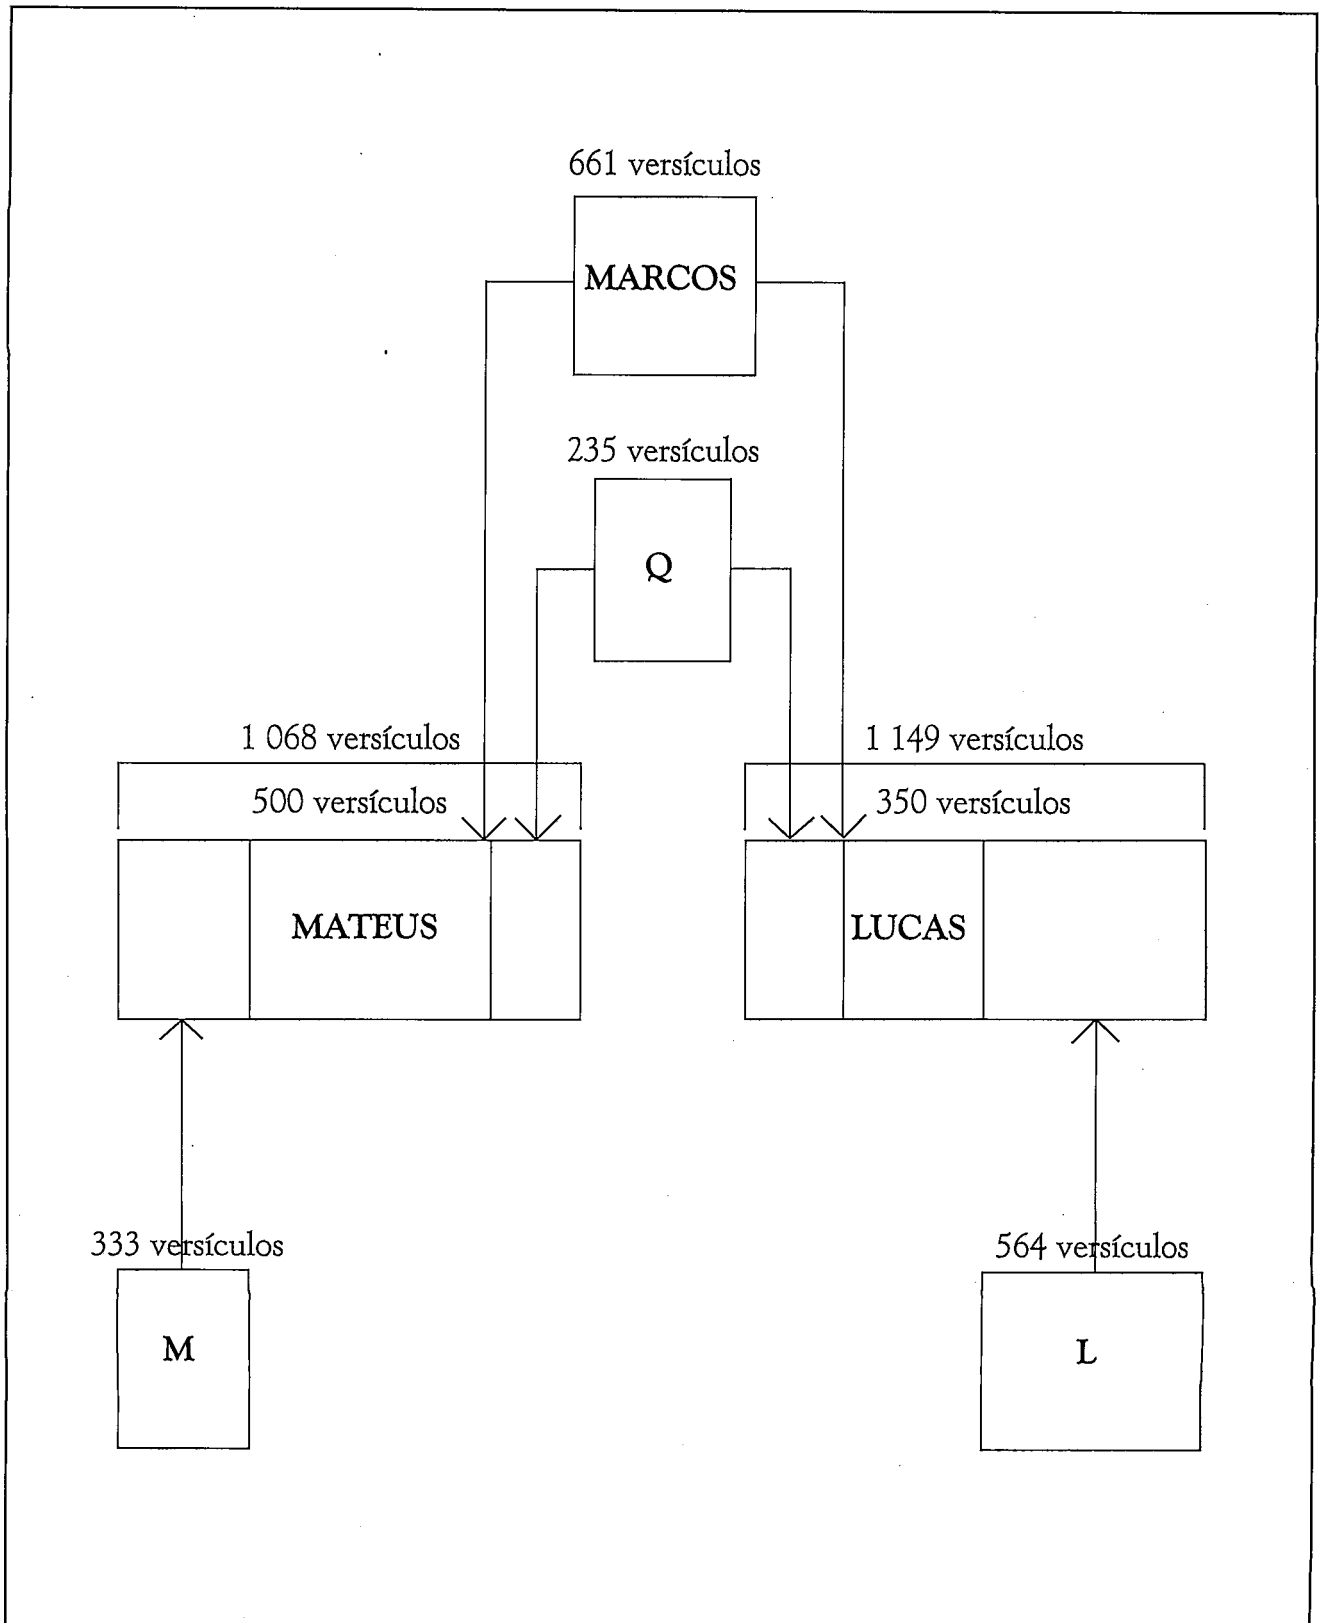 661 versículos
MARCOS
235 versículos
Q
1 068 versículos
1 149 versículos
500 versículos
350 versículos
MATEUS
LUCAS
333 versículos
564 versículos
M
L